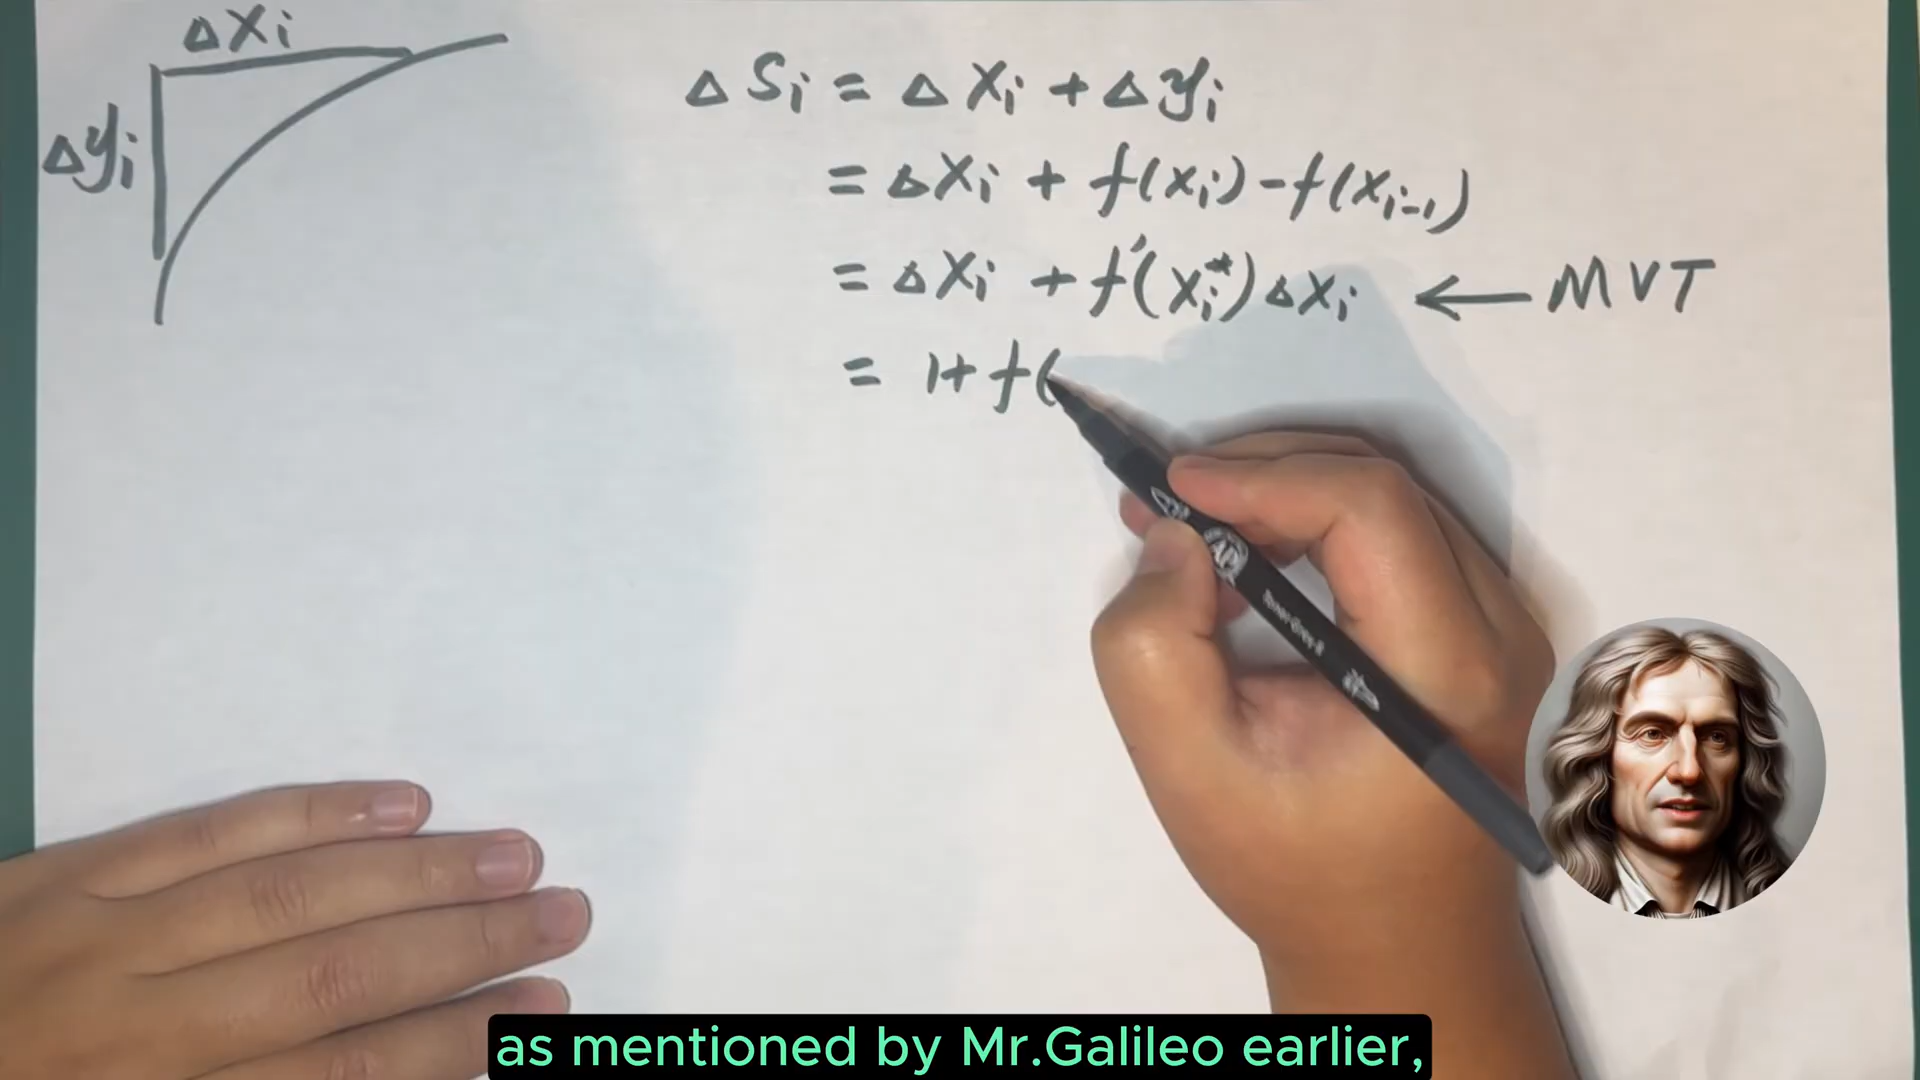 ΔXi
Δyi
ΔSi = ΔXi + Δyi
= ΔXi + f(xi) - f(xi-1)
= ΔXi + f'(xi*)Δxi ← MVT
= 1+ f(
as mentioned by Mr.Galileo earlier,